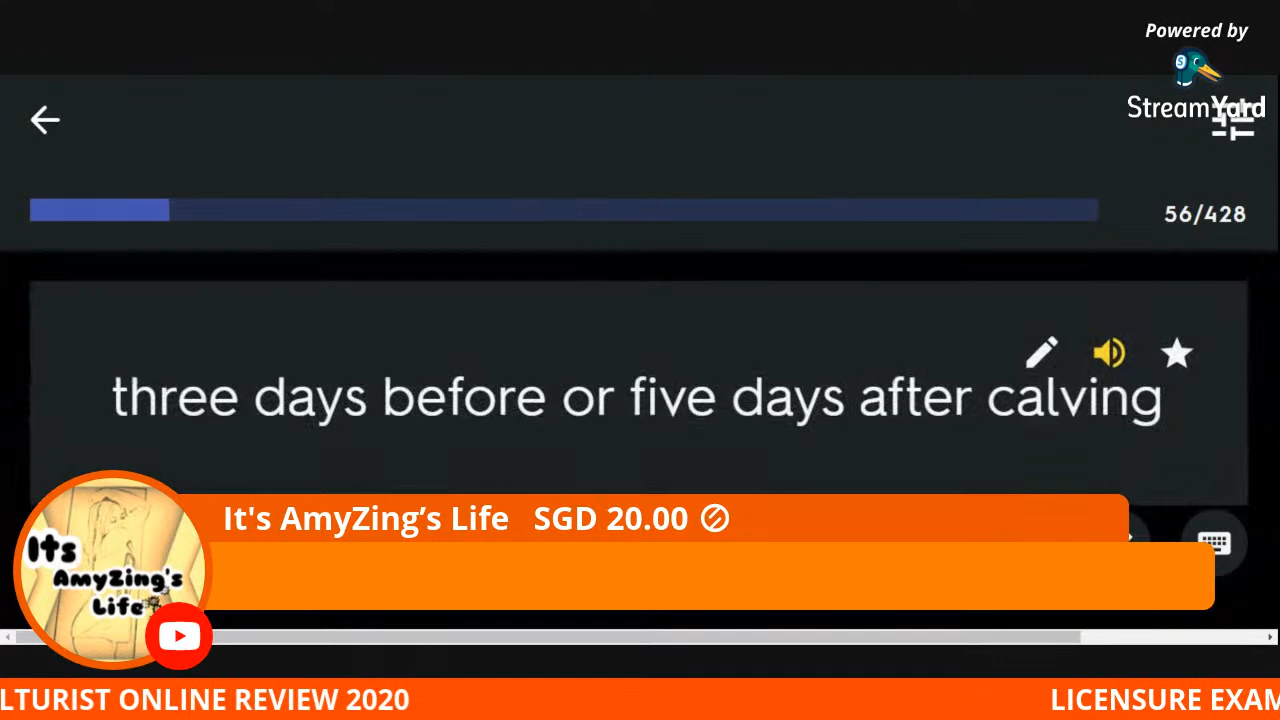 Powered by
StreamYard
56/428
three days before or five days after calving
It's AmyZing’s Life SGD 20.00
Its
AmyZing's
Life
LTURIST ONLINE REVIEW 2020 LICENSURE EXAM